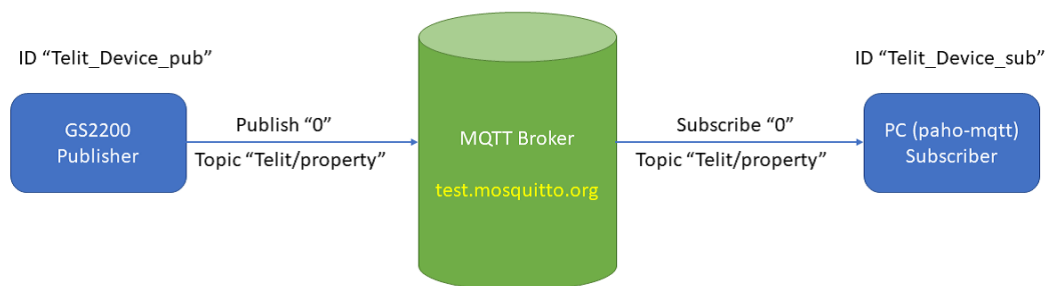 ID “Telit_Device_pub”
GS2200
Publisher
Publish “0”
Topic “Telit/property”
MQTT Broker
test.mosquitto.org
Subscribe “0”
Topic “Telit/property”
ID “Telit_Device_sub”
PC (paho-mqtt)
Subscriber